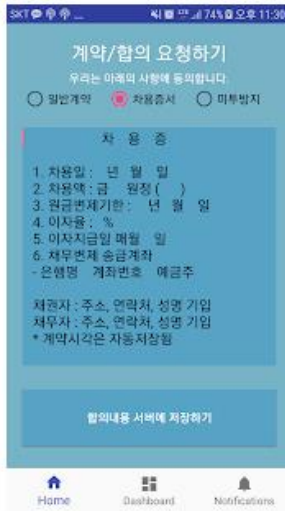 SKT 74% 오후 11:30
계약/합의 요청하기
우리는 아래의 사항에 동의합니다.
일반계약 차용증서 미투방지
차 용 증
1. 차용일 : 년 월 일
2. 차용액 : 금 원정 ( )
3. 원금변제기한 : 년 월 일
4. 이자율 : %
5. 이자지급일 매월 일
6. 채무변제 송금계좌
- 은행명 계좌번호 예금주
채권자 : 주소, 연락처, 성명 기입
채무자 : 주소, 연락처, 성명 기입
* 계약시각은 자동저장됨
합의내용 서버에 저장하기
Home Dashboard Notifications